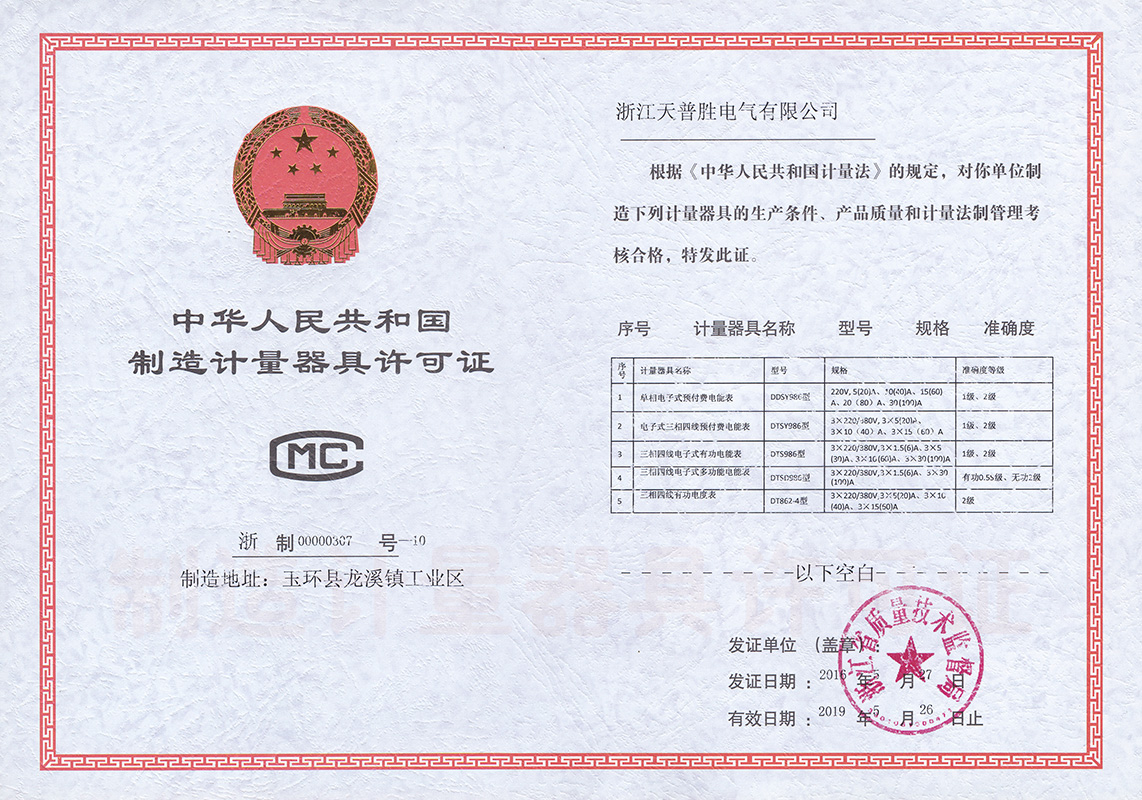 中华人民共和国
制造计量器具许可证
CMC
浙 制00000307 号—10
制造地址：玉环县龙溪镇工业区
浙江天普胜电气有限公司
根据《中华人民共和国计量法》的规定，对你单位制
造下列计量器具的生产条件、产品质量和计量法制管理考
核合格，特发此证。
序号 计量器具名称 型号 规格 准确度
序号 计量器具名称 型号 规格 准确度等级
1 单相电子式预付费电能表 DDSY986型 220V, 5(20)A、10(40)A、15(60)
A、20（80）A、30(100)A 1级、2级
2 电子式三相四线预付费电能表 DTSY986型 3×220/380V, 3×5(20)A、
3×10（40）A、3×15（60）A 1级、2级
3 三相四线电子式有功电能表 DTS986型 3×220/380V, 3×1.5(6)A、3×5
(30)A、3×10(60)A、3×30(100)A 1级、2级
4 三相四线电子式多功能电能表 DTSD986型 3×220/380V, 3×1.5(6)A、3×30
(100)A 有功0.5S级、无功2级
5 三相四线有功电度表 DT862-4型 3×220/380V, 3×5(20)A、3×10
(40)A、3×15(60)A 2级
以下空白
发证单位 （盖章）：
发证日期：2016 年5 月27 日
有效日期：2019 年5 月26 日止
浙江省质量技术监督局